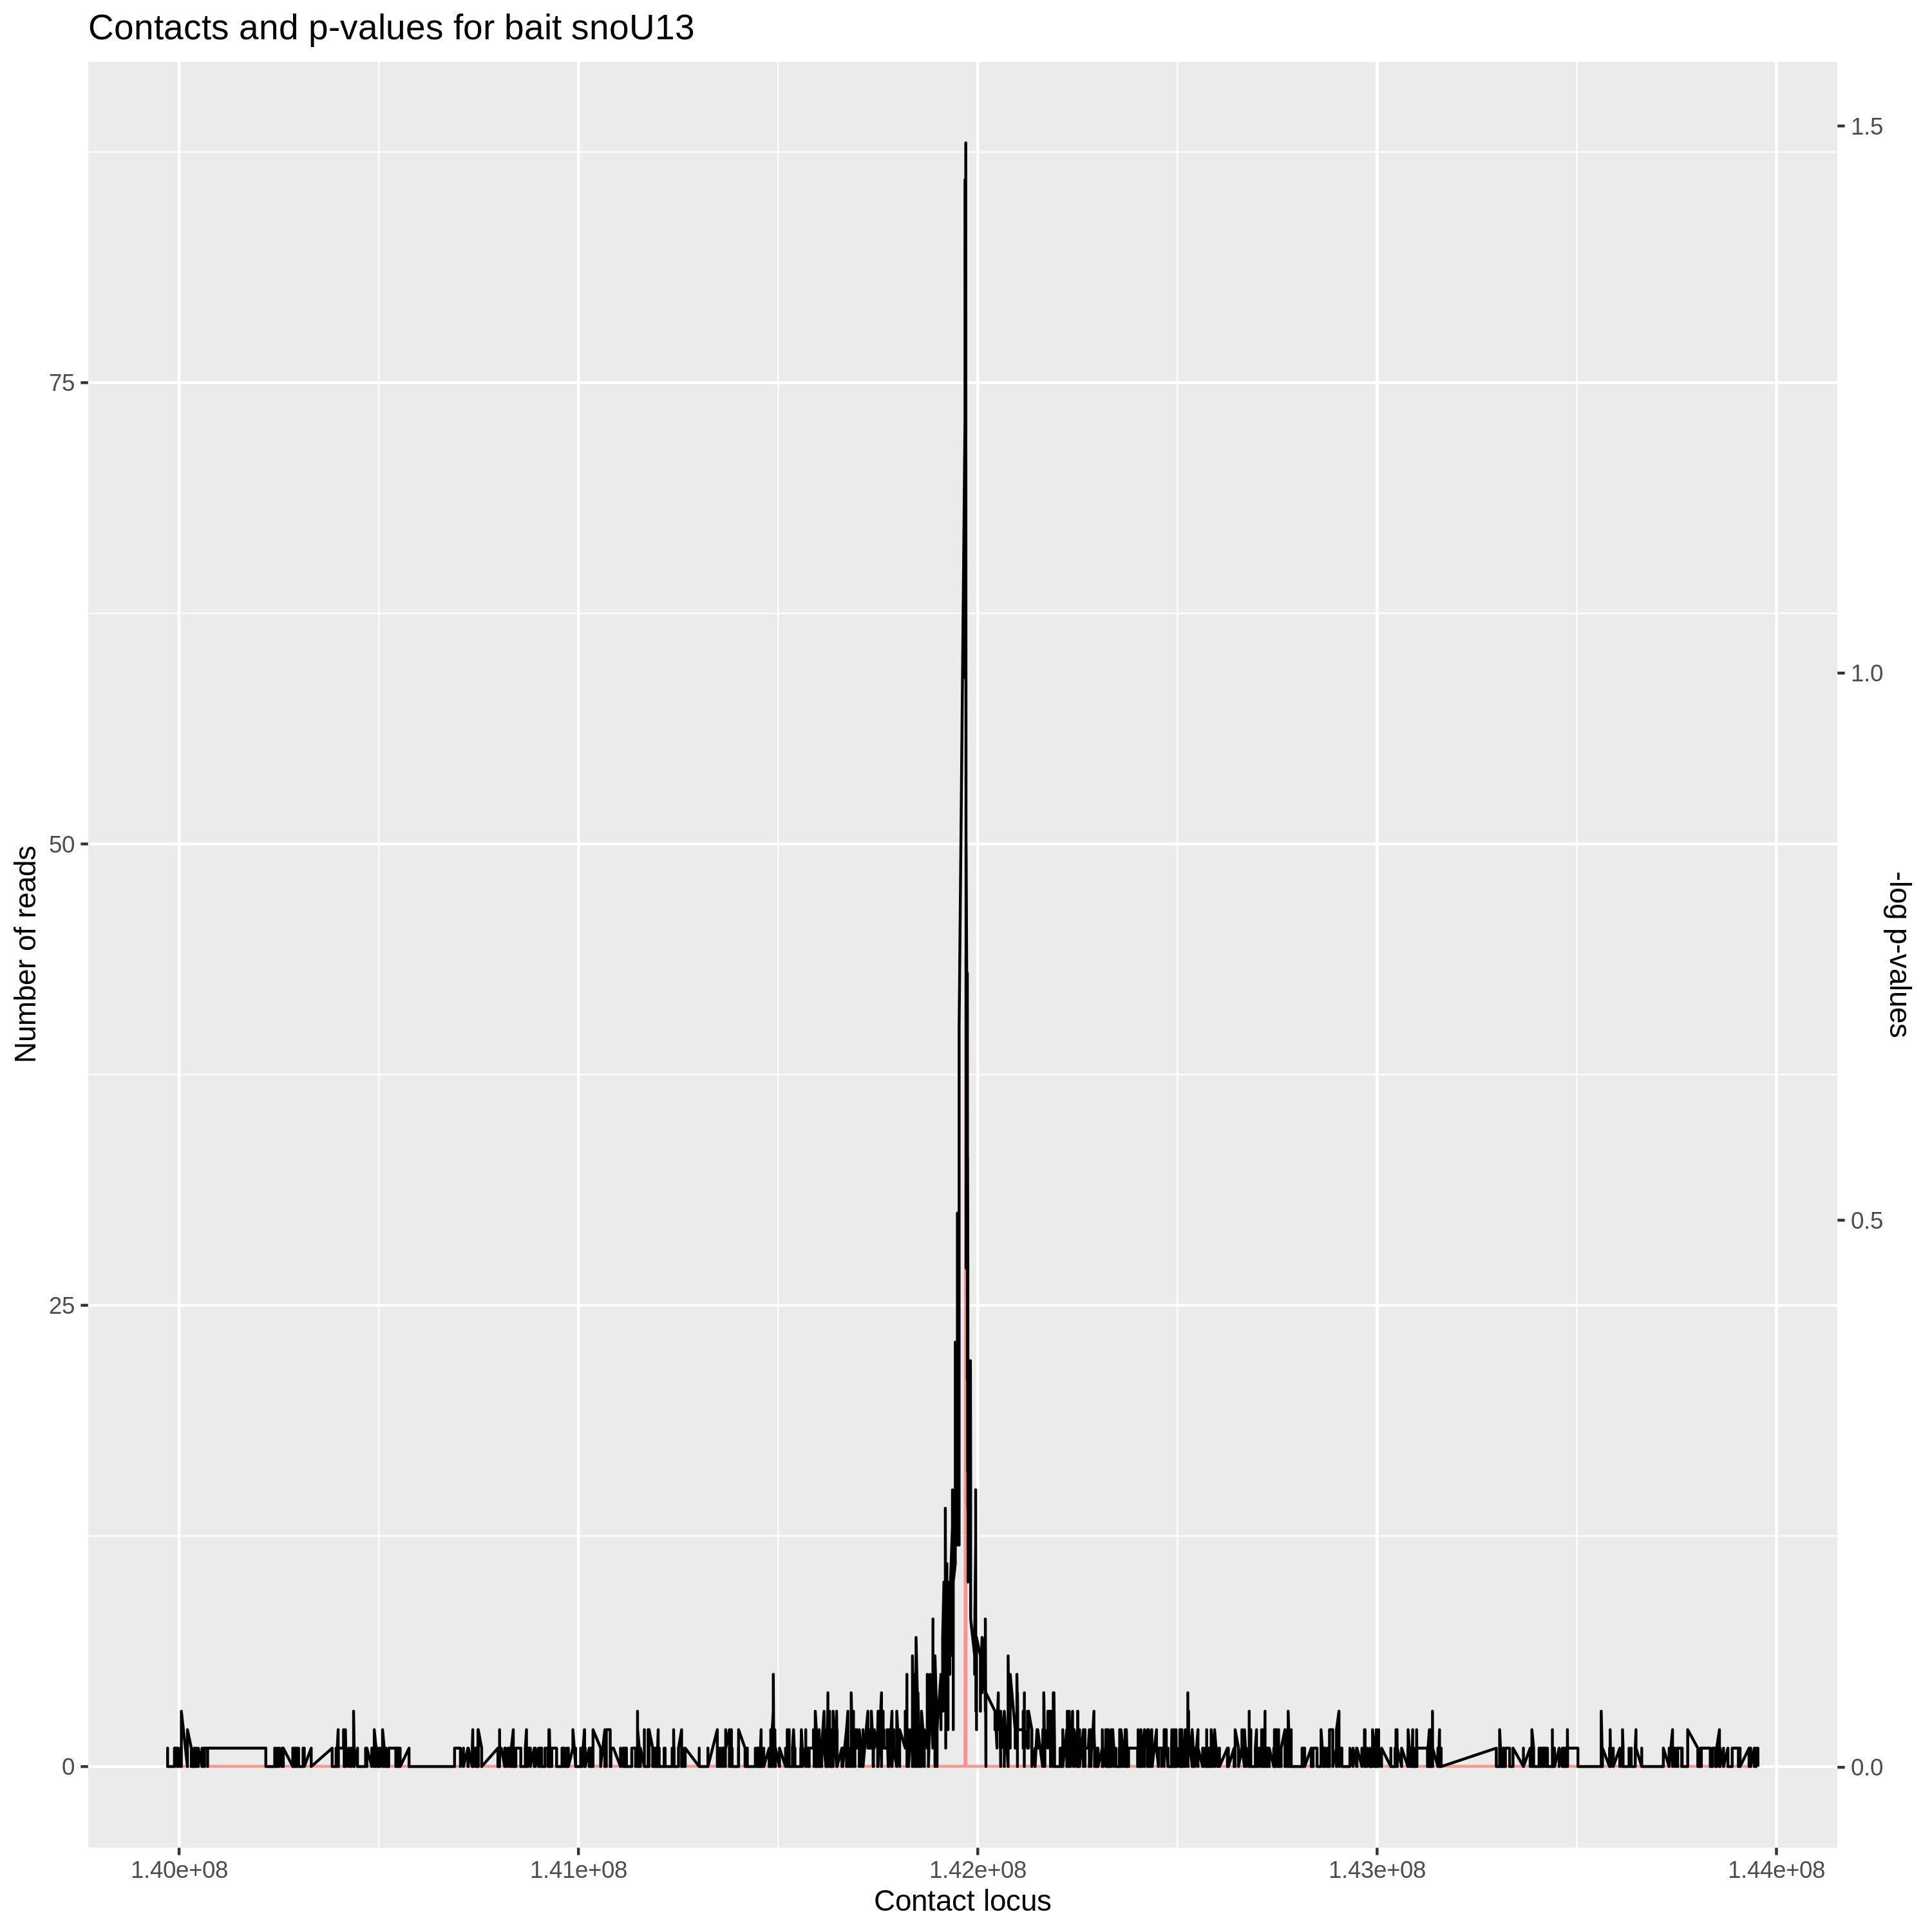 Contacts and p-values for bait snoU13
1.5
75
1.0
50
Number of reads
-log p-values
0.5
25
0
0.0
1.40e+08
1.41e+08
1.42e+08
1.43e+08
1.44e+08
Contact locus